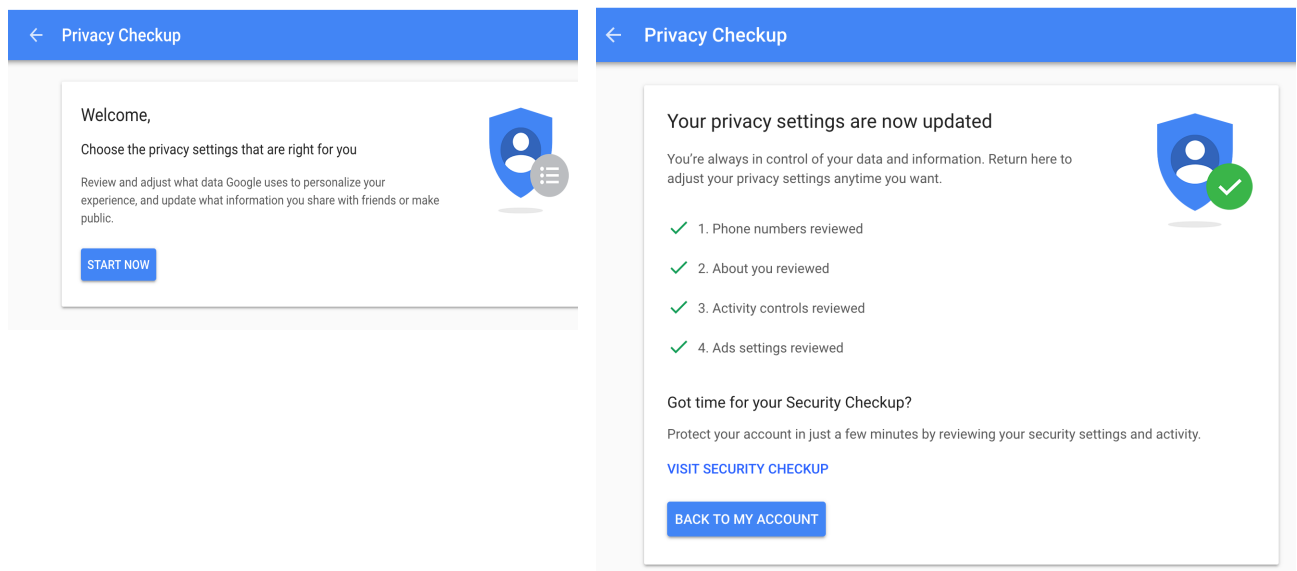 Privacy Checkup
Welcome,
Choose the privacy settings that are right for you
Review and adjust what data Google uses to personalize your
experience, and update what information you share with friends or make
public.
START NOW
Privacy Checkup
Your privacy settings are now updated
You’re always in control of your data and information. Return here to
adjust your privacy settings anytime you want.
1. Phone numbers reviewed
2. About you reviewed
3. Activity controls reviewed
4. Ads settings reviewed
Got time for your Security Checkup?
Protect your account in just a few minutes by reviewing your security settings and activity.
VISIT SECURITY CHECKUP
BACK TO MY ACCOUNT